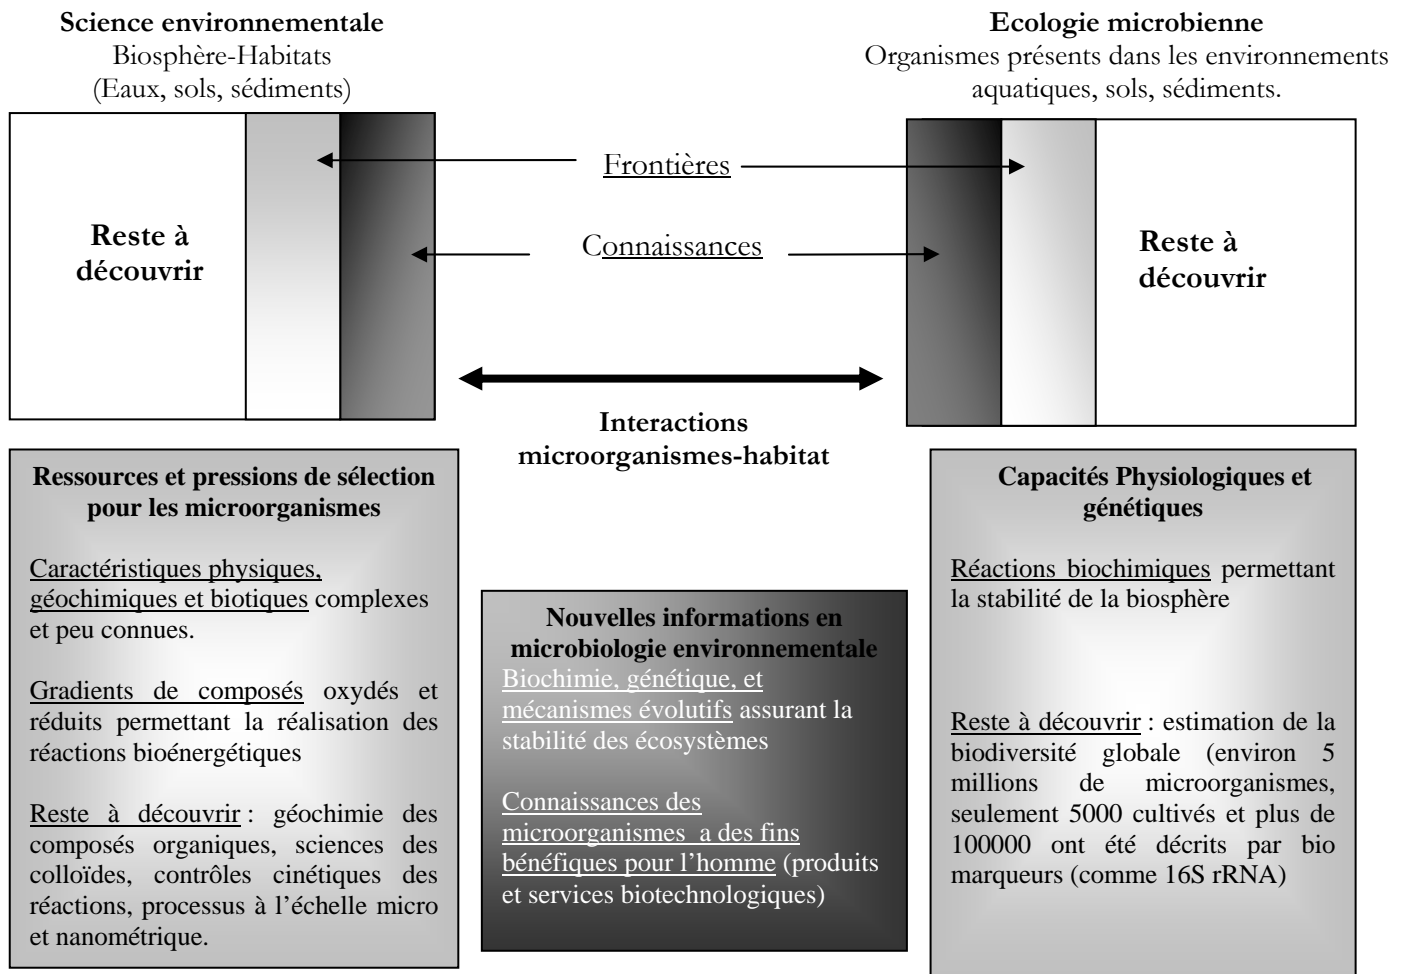 Science environnementale
Biosphère-Habitats
(Eaux, sols, sédiments)
Ecologie microbienne
Organismes présents dans les environnements
aquatiques, sols, sédiments.
Reste à
découvrir
Frontières
Connaissances
Reste à
découvrir
Interactions
microorganismes-habitat
Ressources et pressions de sélection
pour les microorganismes
Caractéristiques physiques,
géochimiques et biotiques complexes
et peu connues.
Gradients de composés oxydés et
réduits permettant la réalisation des
réactions bioénergétiques
Reste à découvrir : géochimie des
composés organiques, sciences des
colloïdes, contrôles cinétiques des
réactions, processus à l’échelle micro
et nanométrique.
Nouvelles informations en
microbiologie environnementale
Biochimie, génétique, et
mécanismes évolutifs assurant la
stabilité des écosystèmes
Connaissances des
microorganismes a des fins
bénéfiques pour l’homme (produits
et services biotechnologiques)
Capacités Physiologiques et
génétiques
Réactions biochimiques permettant
la stabilité de la biosphère
Reste à découvrir : estimation de la
biodiversité globale (environ 5
millions de microorganismes,
seulement 5000 cultivés et plus de
100000 ont été décrits par bio
marqueurs (comme 16S rRNA)